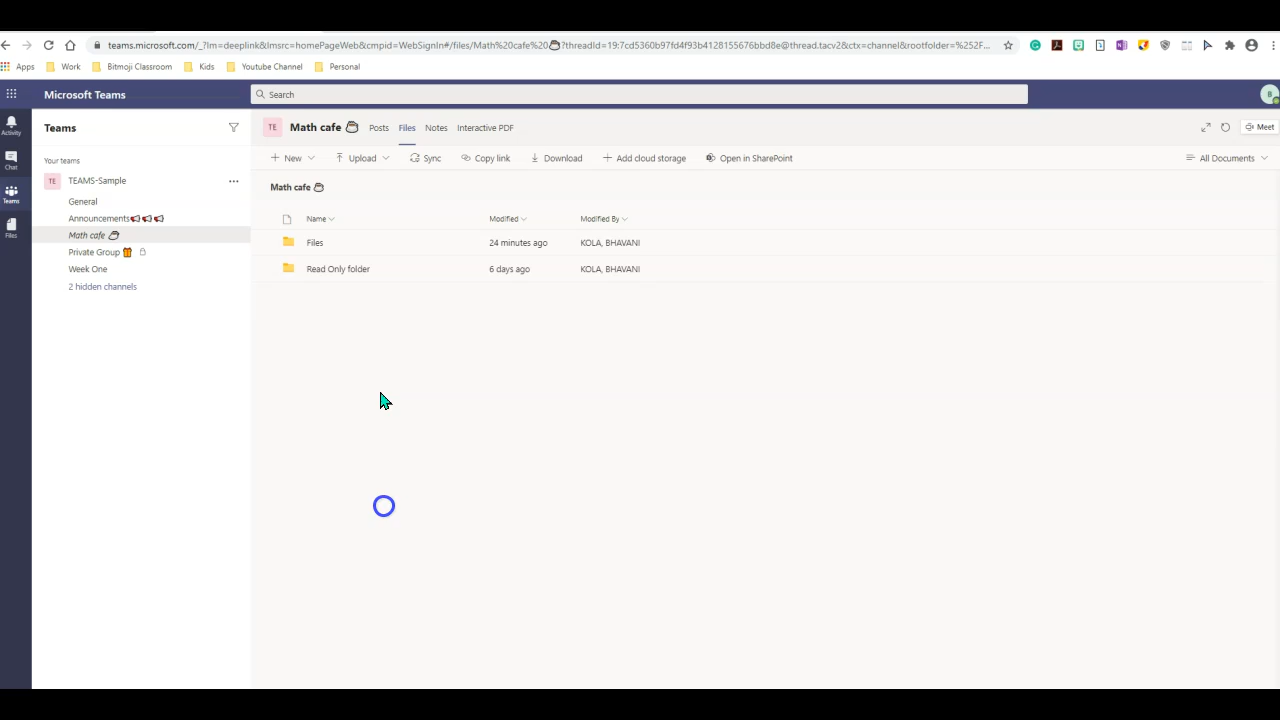 teams.microsoft.com/_?lm=deeplink&lmsrc=homePageWeb&cmpid=WebSignIn#/files/Math%20cafe%20☕?threadId=19:7cd5360b97fd4f93b4128155676bbd8e@thread.tacv2&ctx=channel&rootfolder=%252F...
Apps Work Bitmoji Classroom Kids Youtube Channel Personal
Microsoft Teams Search B
Activity
Chat
Teams
Files
Teams
Your teams
TE TEAMS-Sample ...
General
Announcements📢📢📢
Math cafe ☕
Private Group 🎁
Week One
2 hidden channels
TE Math cafe ☕ Posts Files Notes Interactive PDF Meet
New Upload Sync Copy link Download Add cloud storage Open in SharePoint All Documents
Math cafe ☕
Name Modified Modified By
Files 24 minutes ago KOLA, BHAVANI
Read Only folder 6 days ago KOLA, BHAVANI